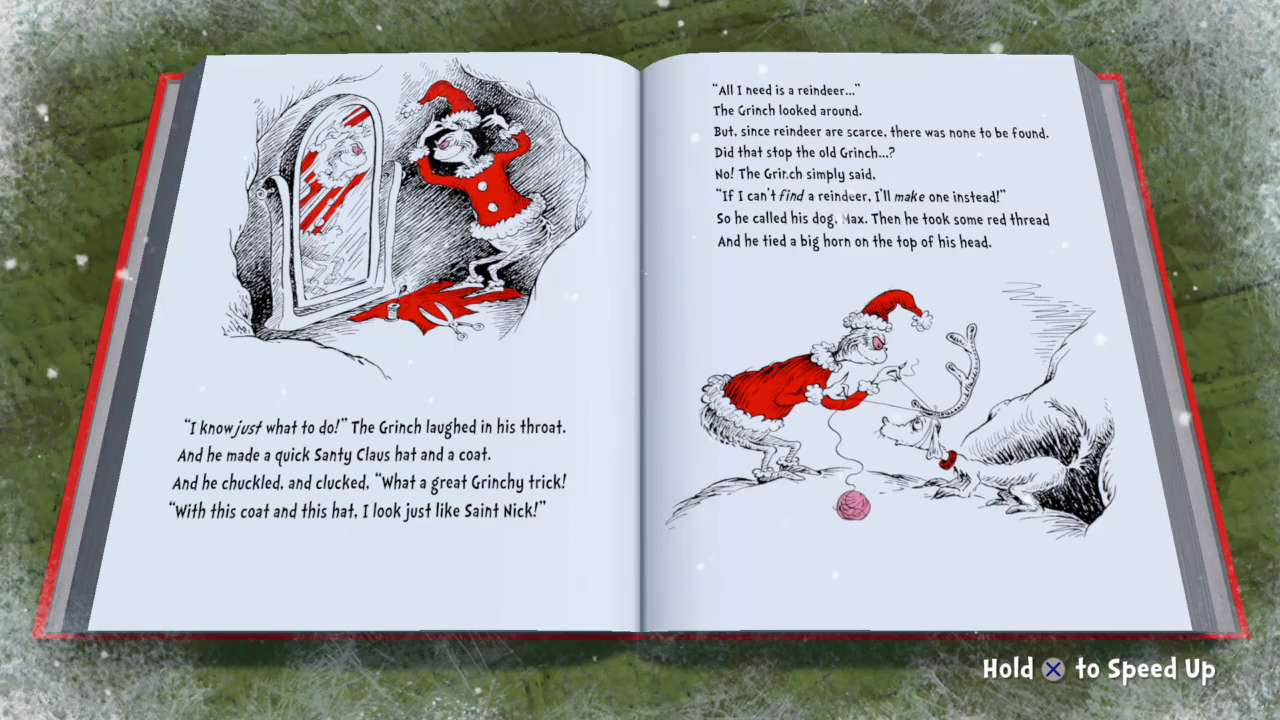 “I know just what to do!” The Grinch laughed in his throat.
And he made a quick Santy Claus hat and a coat.
And he chuckled, and clucked, “What a great Grinchy trick!
“With this coat and this hat, I look just like Saint Nick!”
“All I need is a reindeer...”
The Grinch looked around.
But, since reindeer are scarce, there was none to be found.
Did that stop the old Grinch...?
No! The Grinch simply said,
“If I can't find a reindeer, I'll make one instead!”
So he called his dog, Max. Then he took some red thread
And he tied a big horn on the top of his head.
Hold ⓧ to Speed Up